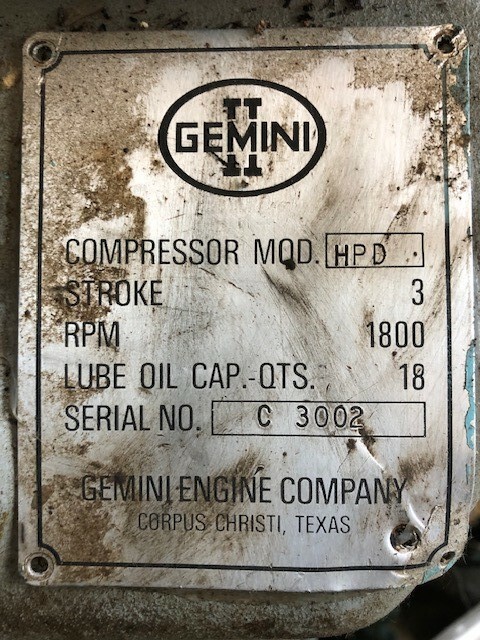 II
GEMINI
COMPRESSOR MOD. HPD
STROKE 3
RPM 1800
LUBE OIL CAP.-QTS. 18
SERIAL NO. C 3002
GEMINI ENGINE COMPANY
CORPUS CHRISTI, TEXAS